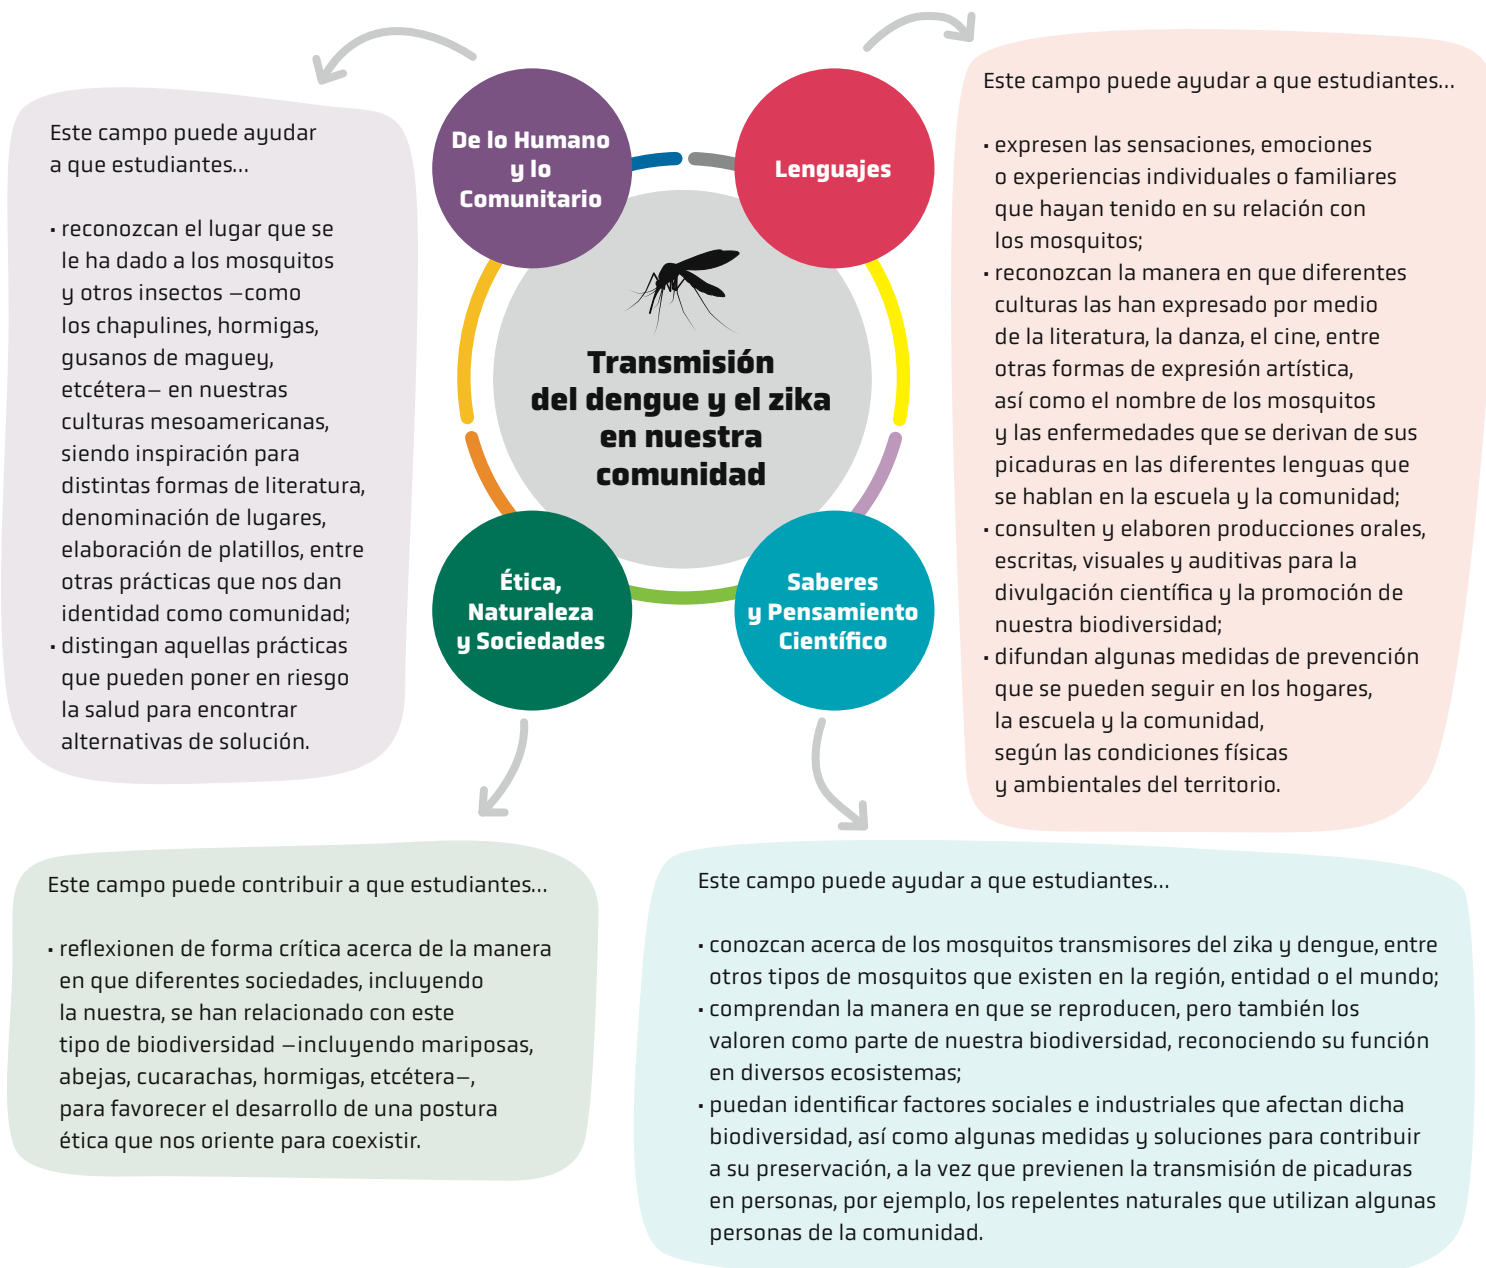 De lo Humano
y lo
Comunitario
Lenguajes
Transmisión
del dengue y el zika
en nuestra
comunidad
Ética,
Naturaleza
y Sociedades
Saberes
y Pensamiento
Científico
Este campo puede ayudar
a que estudiantes...
· reconozcan el lugar que se
le ha dado a los mosquitos
y otros insectos –como
los chapulines, hormigas,
gusanos de maguey,
etcétera– en nuestras
culturas mesoamericanas,
siendo inspiración para
distintas formas de literatura,
denominación de lugares,
elaboración de platillos, entre
otras prácticas que nos dan
identidad como comunidad;
· distingan aquellas prácticas
que pueden poner en riesgo
la salud para encontrar
alternativas de solución.
Este campo puede ayudar a que estudiantes...
· expresen las sensaciones, emociones
o experiencias individuales o familiares
que hayan tenido en su relación con
los mosquitos;
· reconozcan la manera en que diferentes
culturas las han expresado por medio
de la literatura, la danza, el cine, entre
otras formas de expresión artística,
así como el nombre de los mosquitos
y las enfermedades que se derivan de sus
picaduras en las diferentes lenguas que
se hablan en la escuela y la comunidad;
· consulten y elaboren producciones orales,
escritas, visuales y auditivas para la
divulgación científica y la promoción de
nuestra biodiversidad;
· difundan algunas medidas de prevención
que se pueden seguir en los hogares,
la escuela y la comunidad,
según las condiciones físicas
y ambientales del territorio.
Este campo puede contribuir a que estudiantes...
· reflexionen de forma crítica acerca de la manera
en que diferentes sociedades, incluyendo
la nuestra, se han relacionado con este
tipo de biodiversidad –incluyendo mariposas,
abejas, cucarachas, hormigas, etcétera–,
para favorecer el desarrollo de una postura
ética que nos oriente para coexistir.
Este campo puede ayudar a que estudiantes...
· conozcan acerca de los mosquitos transmisores del zika y dengue, entre
otros tipos de mosquitos que existen en la región, entidad o el mundo;
· comprendan la manera en que se reproducen, pero también los
valoren como parte de nuestra biodiversidad, reconociendo su función
en diversos ecosistemas;
· puedan identificar factores sociales e industriales que afectan dicha
biodiversidad, así como algunas medidas y soluciones para contribuir
a su preservación, a la vez que previenen la transmisión de picaduras
en personas, por ejemplo, los repelentes naturales que utilizan algunas
personas de la comunidad.